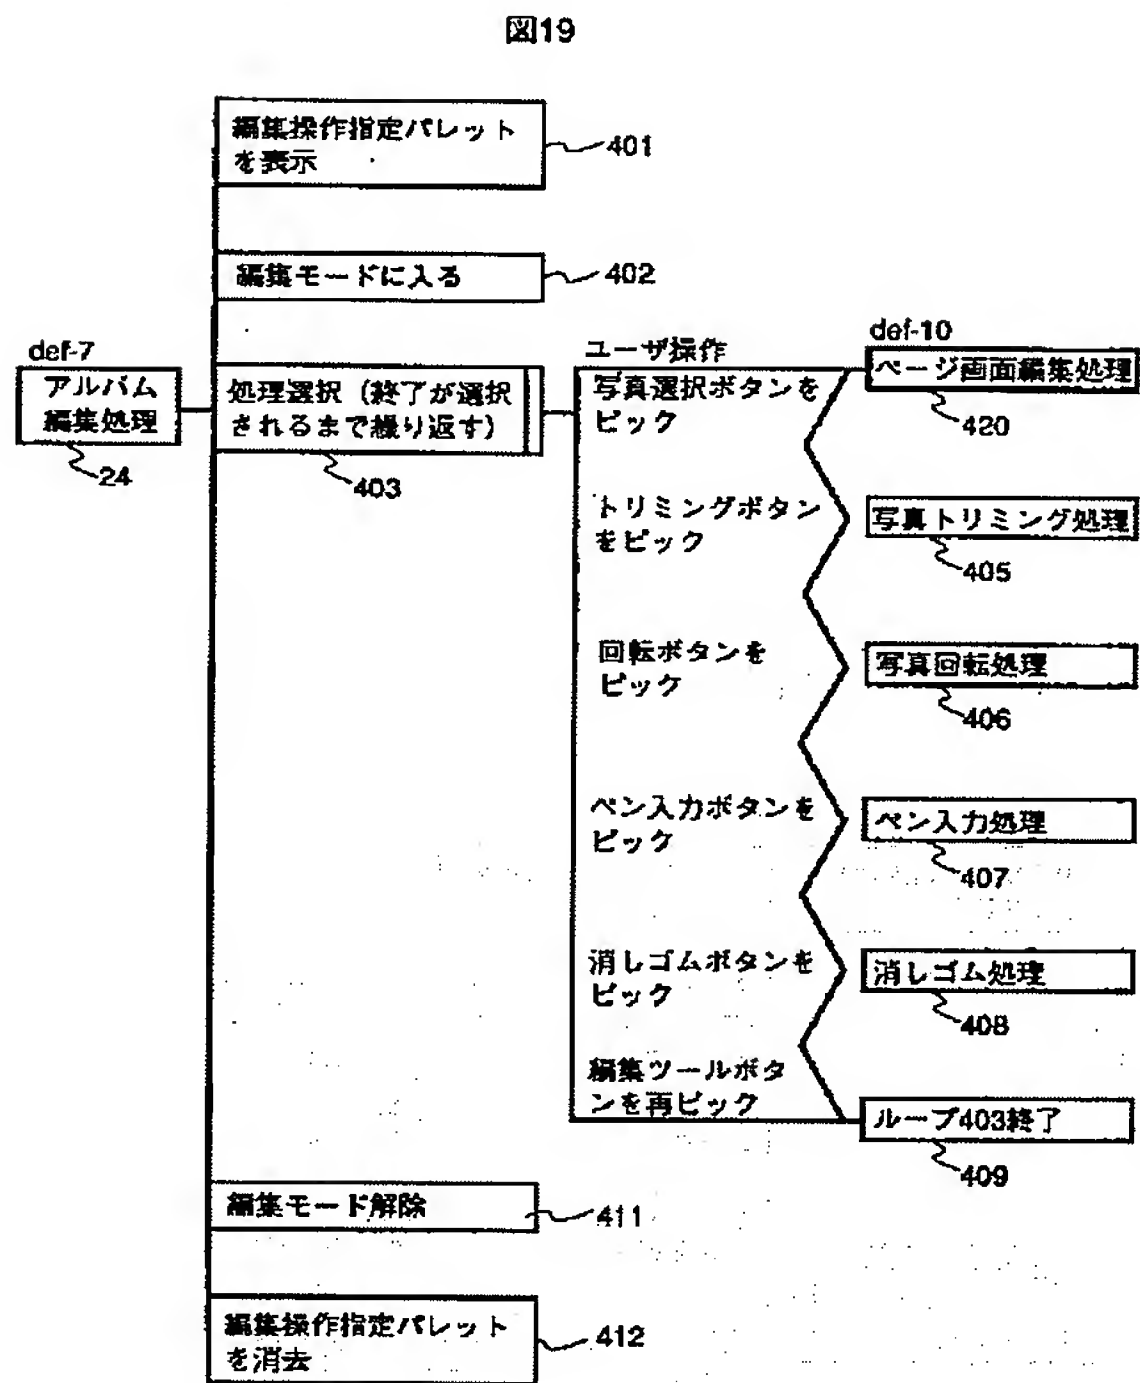 図19
編集操作指定パレット
を表示
401
編集モードに入る
402
def-7
アルバム
編集処理
24
処理選択（終了が選択
されるまで繰り返す）
403
ユーザ操作
写真選択ボタンを
ピック
def-10
ページ画面編集処理
420
トリミングボタン
をピック
写真トリミング処理
405
回転ボタンを
ピック
写真回転処理
406
ペン入力ボタンを
ピック
ペン入力処理
407
消しゴムボタンを
ピック
消しゴム処理
408
編集ツールボタ
ンを再ピック
ループ403終了
409
編集モード解除
411
編集操作指定パレット
を消去
412